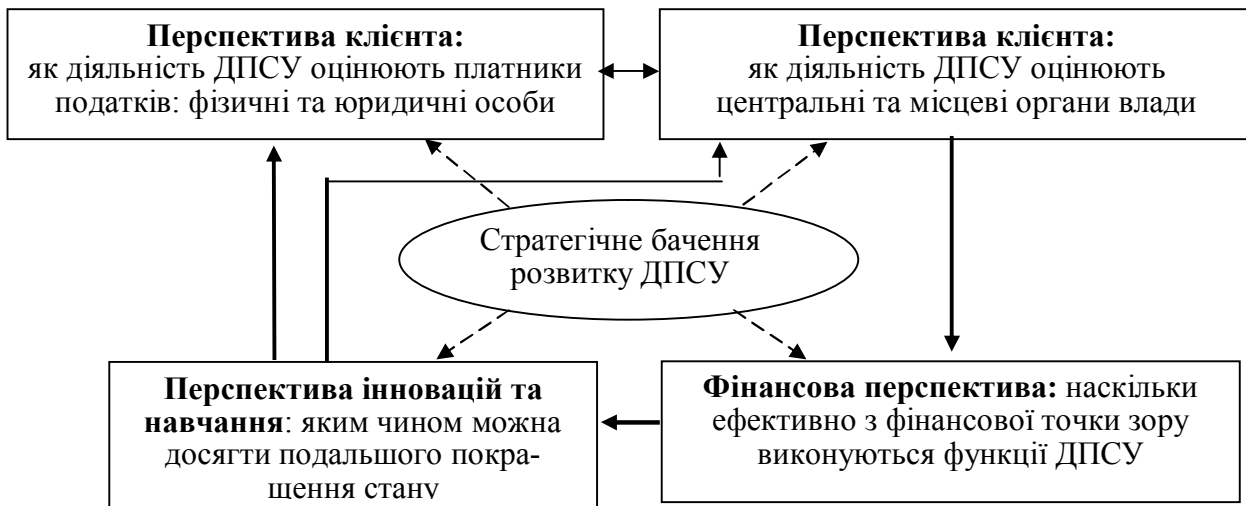 Перспектива клієнта:
як діяльність ДПСУ оцінюють платники
податків: фізичні та юридичні особи
Перспектива клієнта:
як діяльність ДПСУ оцінюють
центральні та місцеві органи влади
Стратегічне бачення
розвитку ДПСУ
Перспектива інновацій та
навчання: яким чином можна
досягти подальшого покра-
щення стану
Фінансова перспектива: наскільки
ефективно з фінансової точки зору
виконуються функції ДПСУ